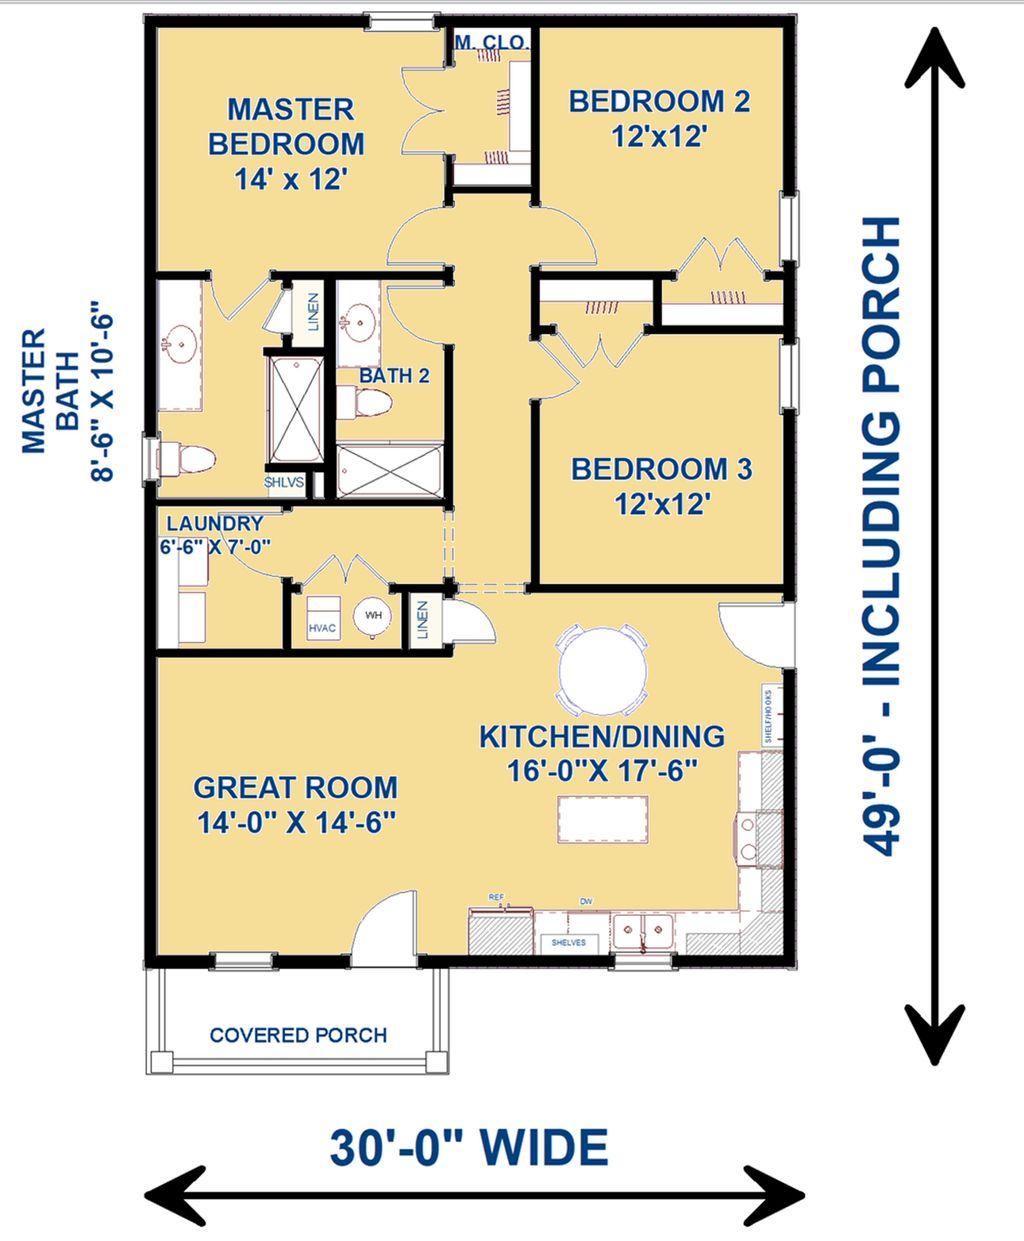 M. CLO.
MASTER
BEDROOM
14' x 12'
BEDROOM 2
12'x12'
LINEN
MASTER
BATH
8'-6" X 10'-6"
BATH 2
SHLVS
BEDROOM 3
12'x12'
LAUNDRY
6'-6" X 7'-0"
HVAC
WH
LINEN
SHELF/HOOKS
KITCHEN/DINING
16'-0"X 17'-6"
GREAT ROOM
14'-0" X 14'-6"
REF
DW
SHELVES
COVERED PORCH
49'-0' - INCLUDING PORCH
30'-0" WIDE